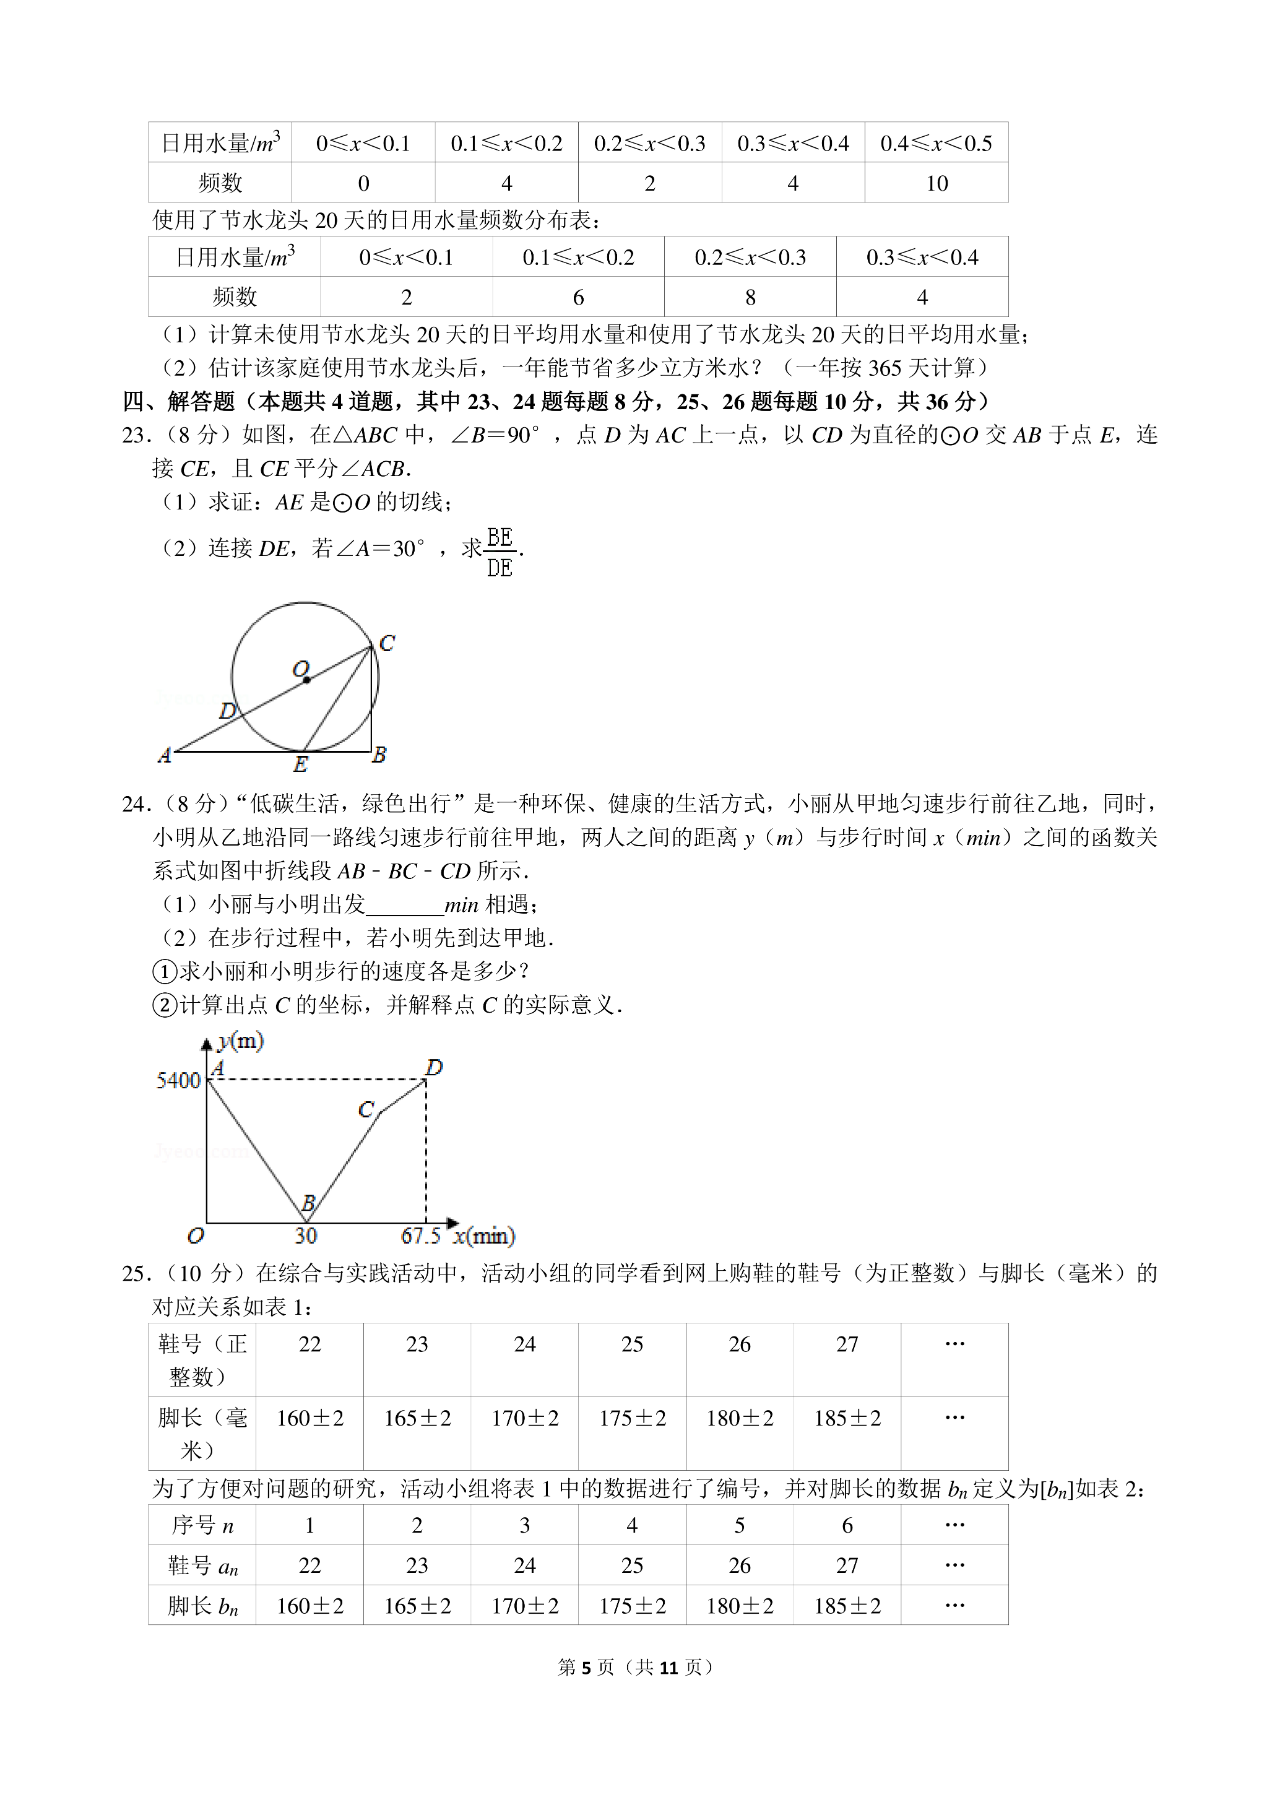 日用水量/m³ 0≤x＜0.1 0.1≤x＜0.2 0.2≤x＜0.3 0.3≤x＜0.4 0.4≤x＜0.5
频数 0 4 2 4 10
使用了节水龙头 20 天的日用水量频数分布表：
日用水量/m³ 0≤x＜0.1 0.1≤x＜0.2 0.2≤x＜0.3 0.3≤x＜0.4
频数 2 6 8 4
（1）计算未使用节水龙头 20 天的日平均用水量和使用了节水龙头 20 天的日平均用水量；
（2）估计该家庭使用节水龙头后，一年能节省多少立方米水？（一年按 365 天计算）
四、解答题（本题共 4 道题，其中 23、24 题每题 8 分，25、26 题每题 10 分，共 36 分）
23．（8 分）如图，在△ABC 中，∠B＝90°，点 D 为 AC 上一点，以 CD 为直径的⊙O 交 AB 于点 E，连
接 CE，且 CE 平分∠ACB．
（1）求证：AE 是⊙O 的切线；
（2）连接 DE，若∠A＝30°，求BE/DE．
C
O
D
A
E
B
24．（8 分）“低碳生活，绿色出行”是一种环保、健康的生活方式，小丽从甲地匀速步行前往乙地，同时，
小明从乙地沿同一路线匀速步行前往甲地，两人之间的距离 y（m）与步行时间 x（min）之间的函数关
系式如图中折线段 AB﹣BC﹣CD 所示．
（1）小丽与小明出发_______min 相遇；
（2）在步行过程中，若小明先到达甲地．
①求小丽和小明步行的速度各是多少？
②计算出点 C 的坐标，并解释点 C 的实际意义．
y(m)
A
D
5400
C
B
O 30 67.5 x(min)
25．（10 分）在综合与实践活动中，活动小组的同学看到网上购鞋的鞋号（为正整数）与脚长（毫米）的
对应关系如表 1：
鞋号（正 22 23 24 25 26 27 …
整数）
脚长（毫 160±2 165±2 170±2 175±2 180±2 185±2 …
米）
为了方便对问题的研究，活动小组将表 1 中的数据进行了编号，并对脚长的数据 bn 定义为[bn]如表 2：
序号 n 1 2 3 4 5 6 …
鞋号 an 22 23 24 25 26 27 …
脚长 bn 160±2 165±2 170±2 175±2 180±2 185±2 …
第 5 页（共 11 页）